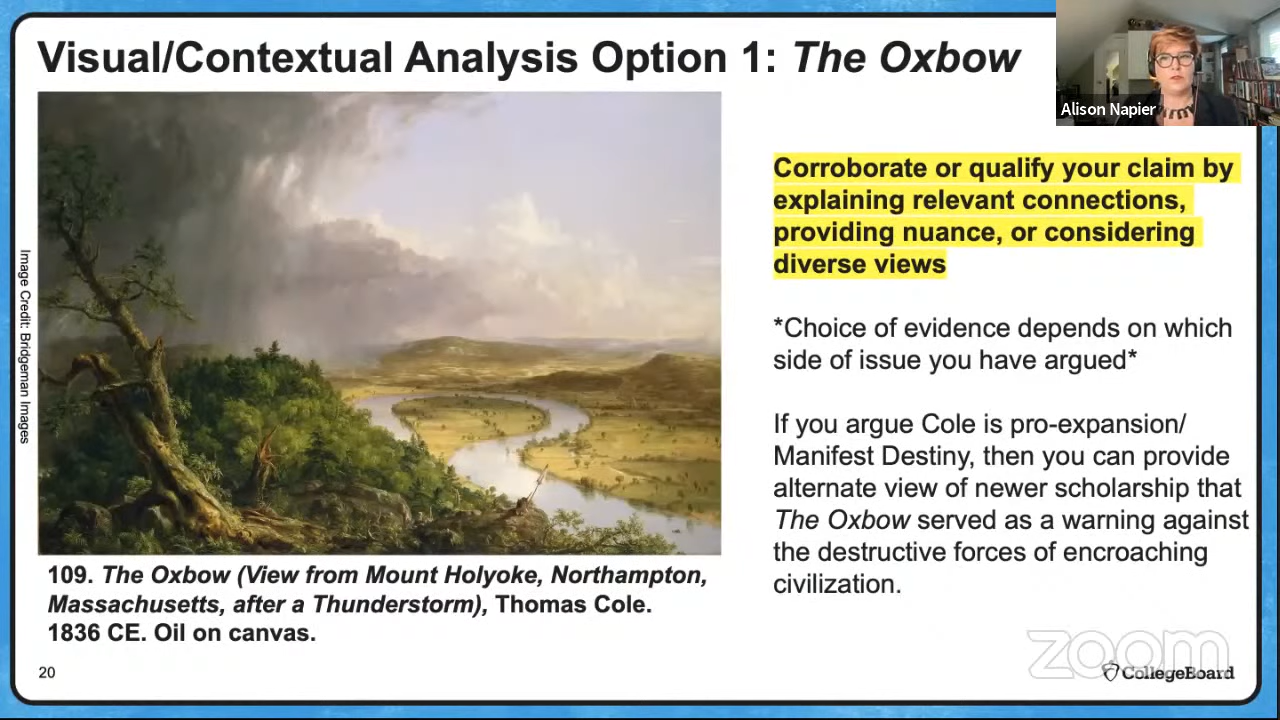 Visual/Contextual Analysis Option 1: The Oxbow
Alison Napier
Image Credit: Bridgeman Images
Corroborate or qualify your claim by
explaining relevant connections,
providing nuance, or considering
diverse views
*Choice of evidence depends on which
side of issue you have argued*
If you argue Cole is pro-expansion/
Manifest Destiny, then you can provide
alternate view of newer scholarship that
The Oxbow served as a warning against
the destructive forces of encroaching
civilization.
109. The Oxbow (View from Mount Holyoke, Northampton,
Massachusetts, after a Thunderstorm), Thomas Cole.
1836 CE. Oil on canvas.
20
zoom
CollegeBoard